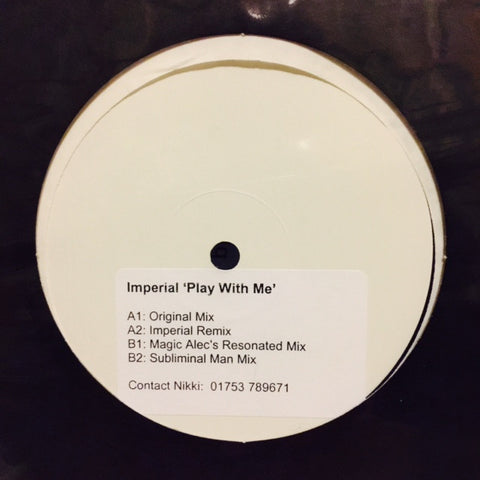 Imperial ‘Play With Me’
A1: Original Mix
A2: Imperial Remix
B1: Magic Alec's Resonated Mix
B2: Subliminal Man Mix
Contact Nikki: 01753 789671